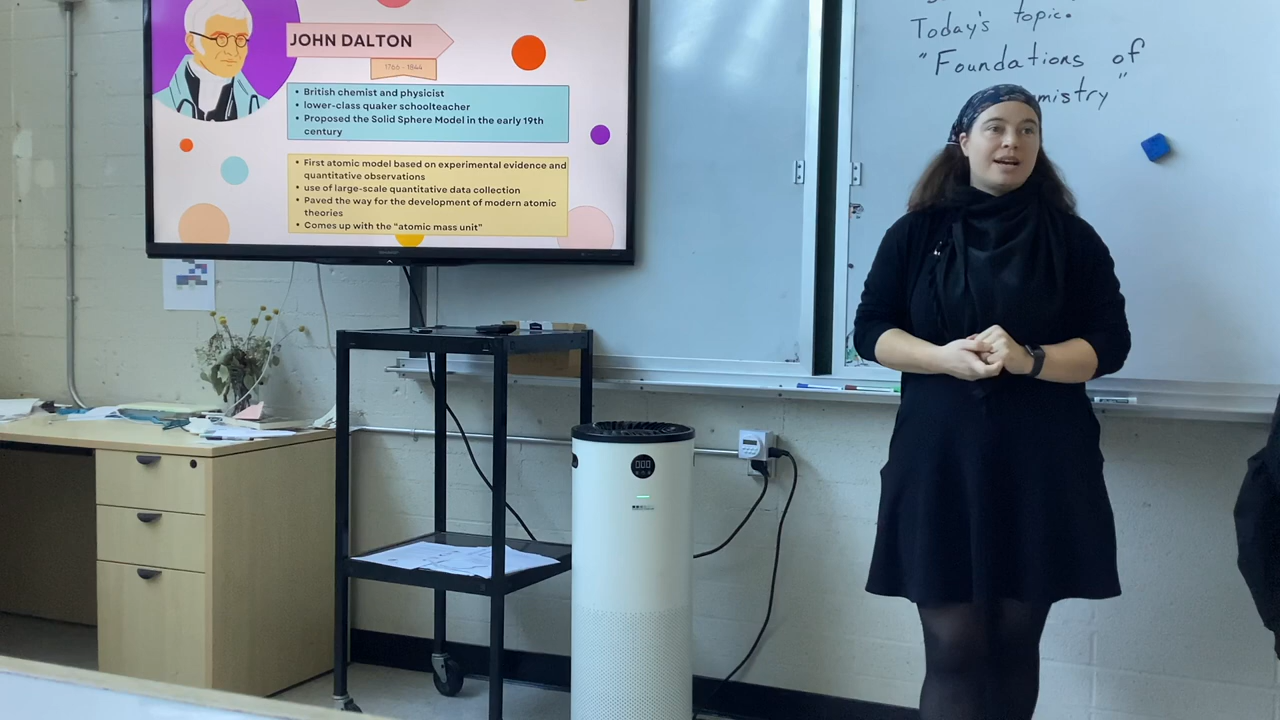 JOHN DALTON
1766 - 1844
• British chemist and physicist
• lower-class quaker schoolteacher
• Proposed the Solid Sphere Model in the early 19th
century
• First atomic model based on experimental evidence and
quantitative observations
• use of large-scale quantitative data collection
• Paved the way for the development of modern atomic
theories
• Comes up with the "atomic mass unit"
Today's topic.
"Foundations of
mistry"
000